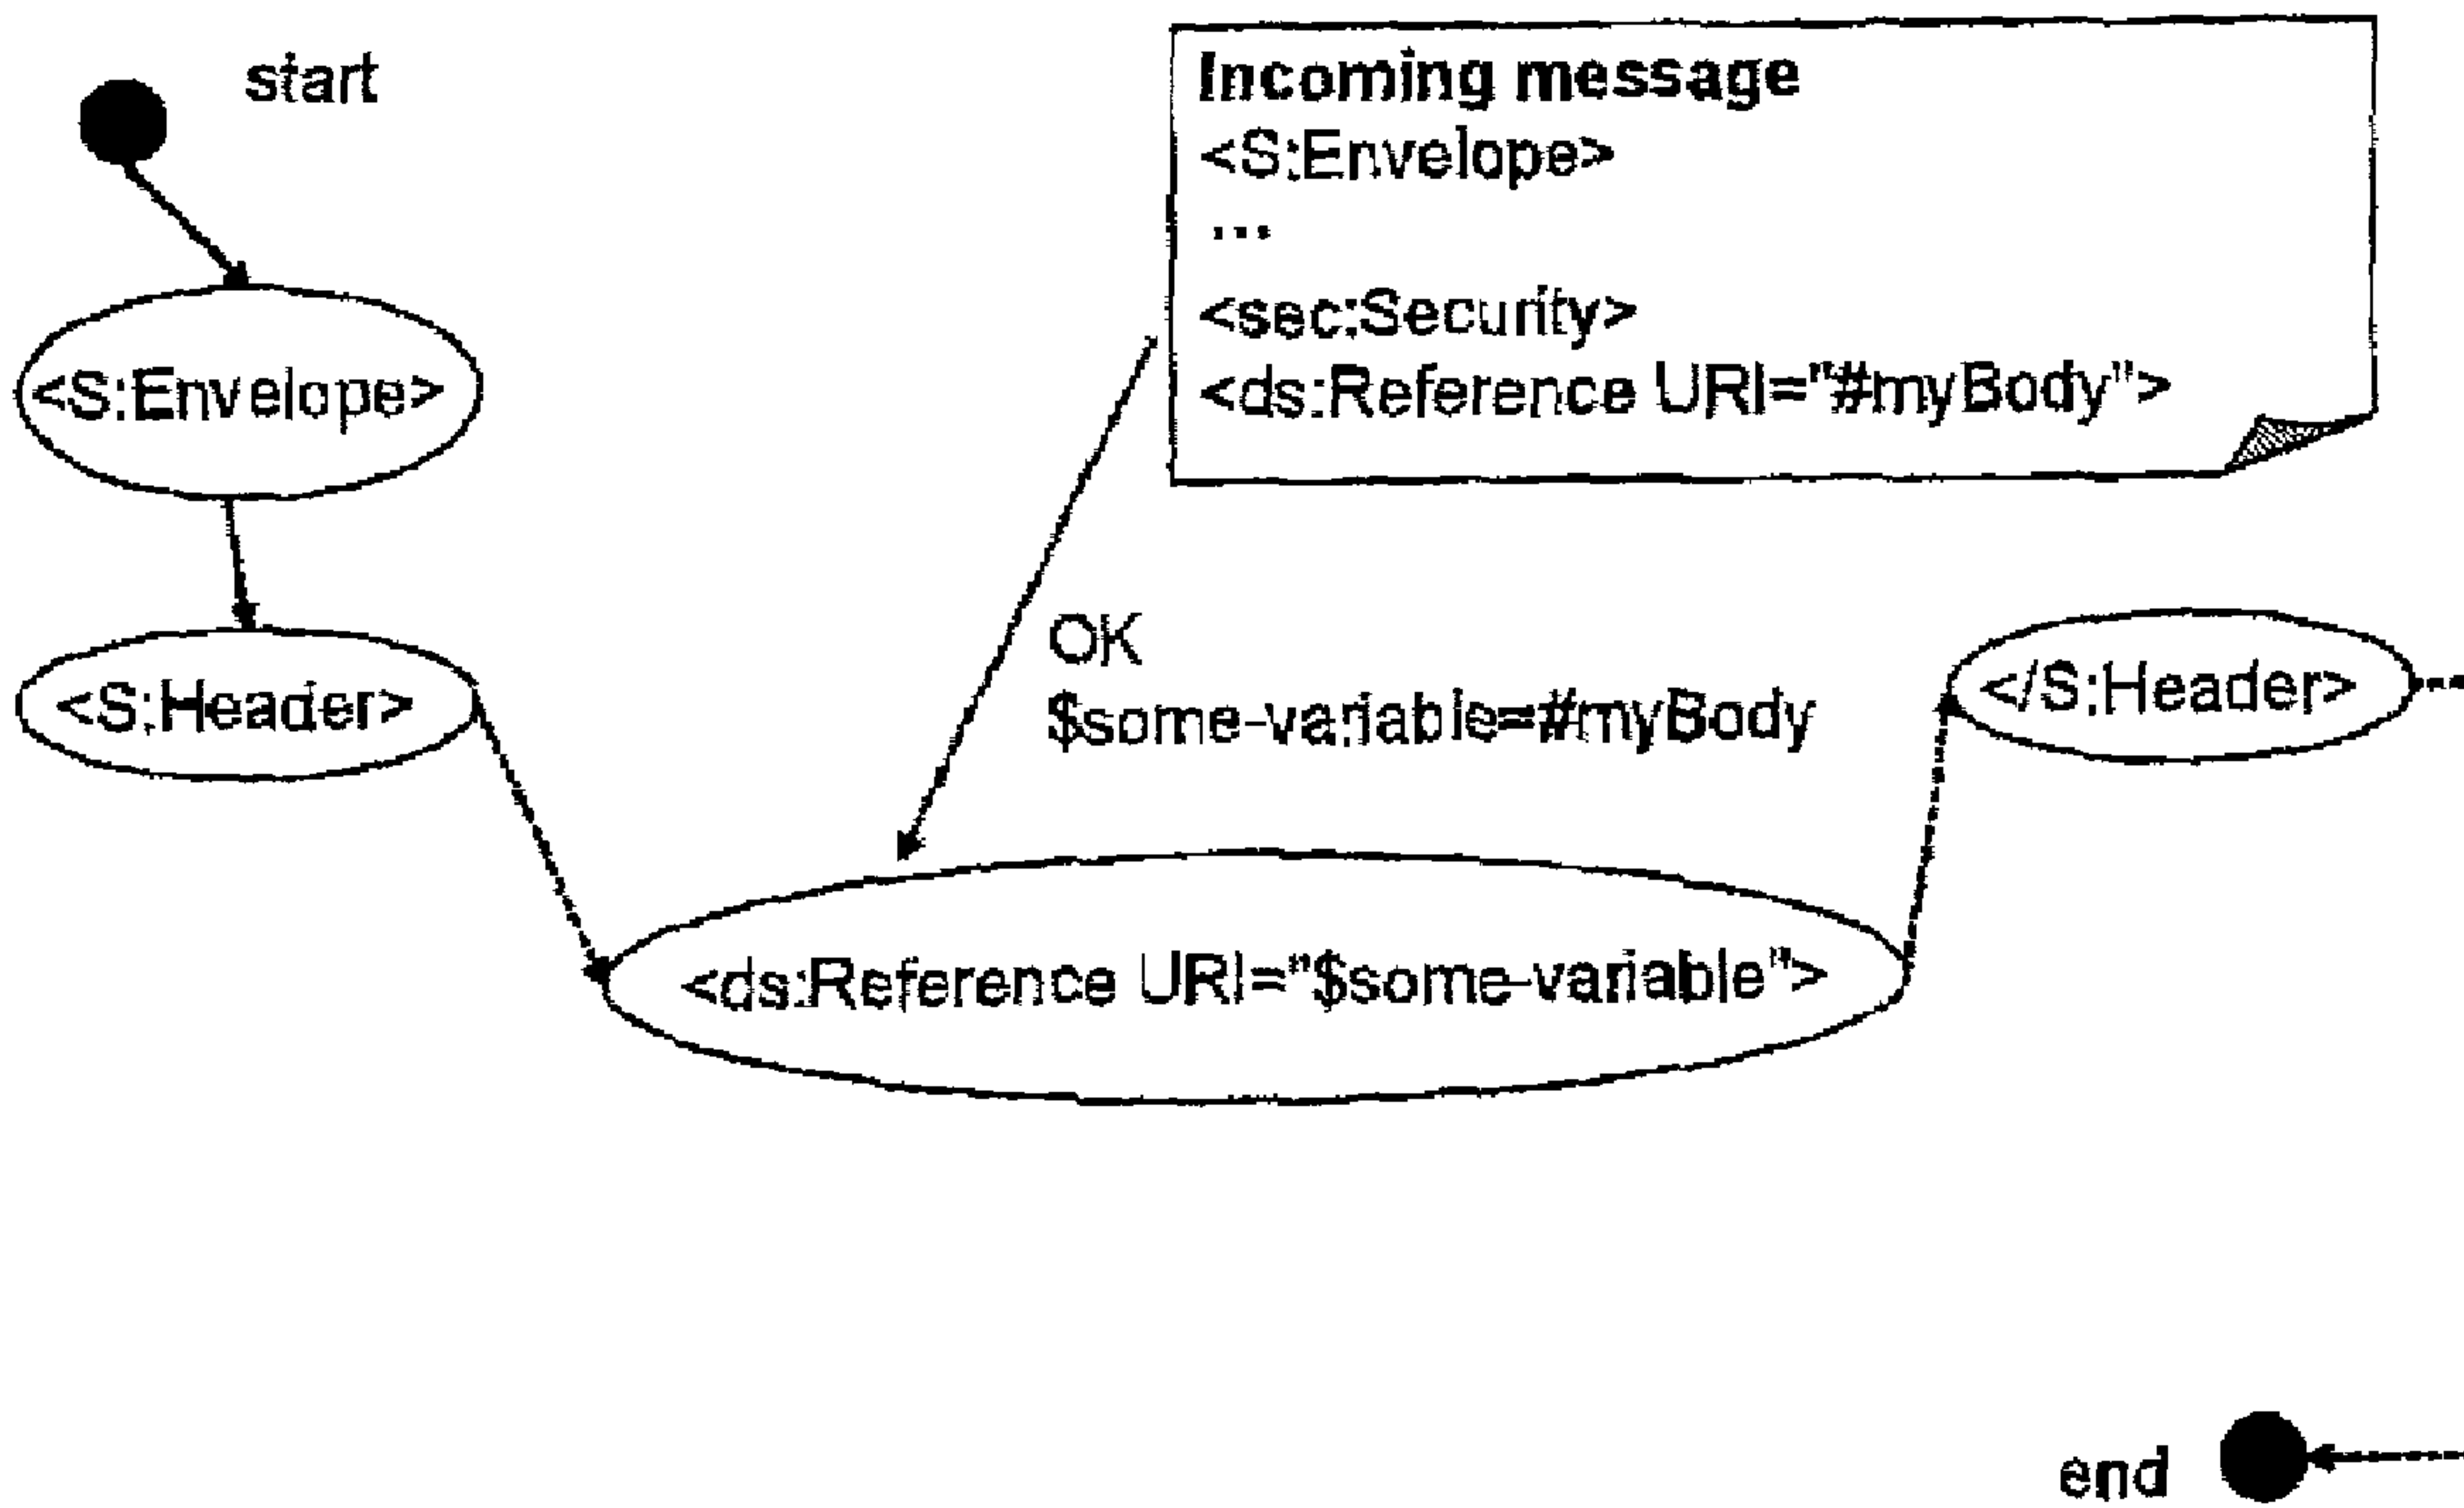 start
Incoming message
<S:Envelope>
...
<sec:Security>
<ds:Reference URI="#myBody">
<S:Envelope>
<S:Header>
OK
$some-variable=#myBody
</S:Header>
<ds:Reference URI="$some-variable">
end